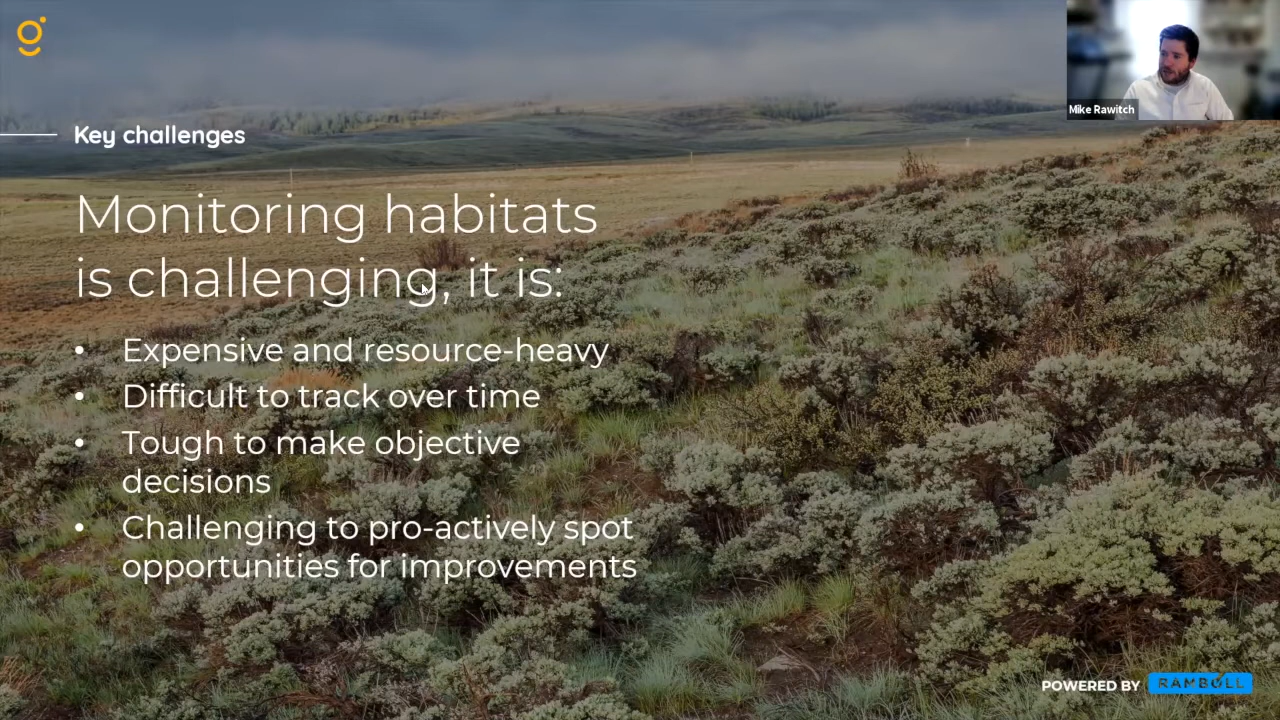 Mike Rawitch
Key challenges
Monitoring habitats
is challenging, it is:
• Expensive and resource-heavy
• Difficult to track over time
• Tough to make objective
decisions
• Challenging to pro-actively spot
opportunities for improvements
POWERED BY RAMBOLL